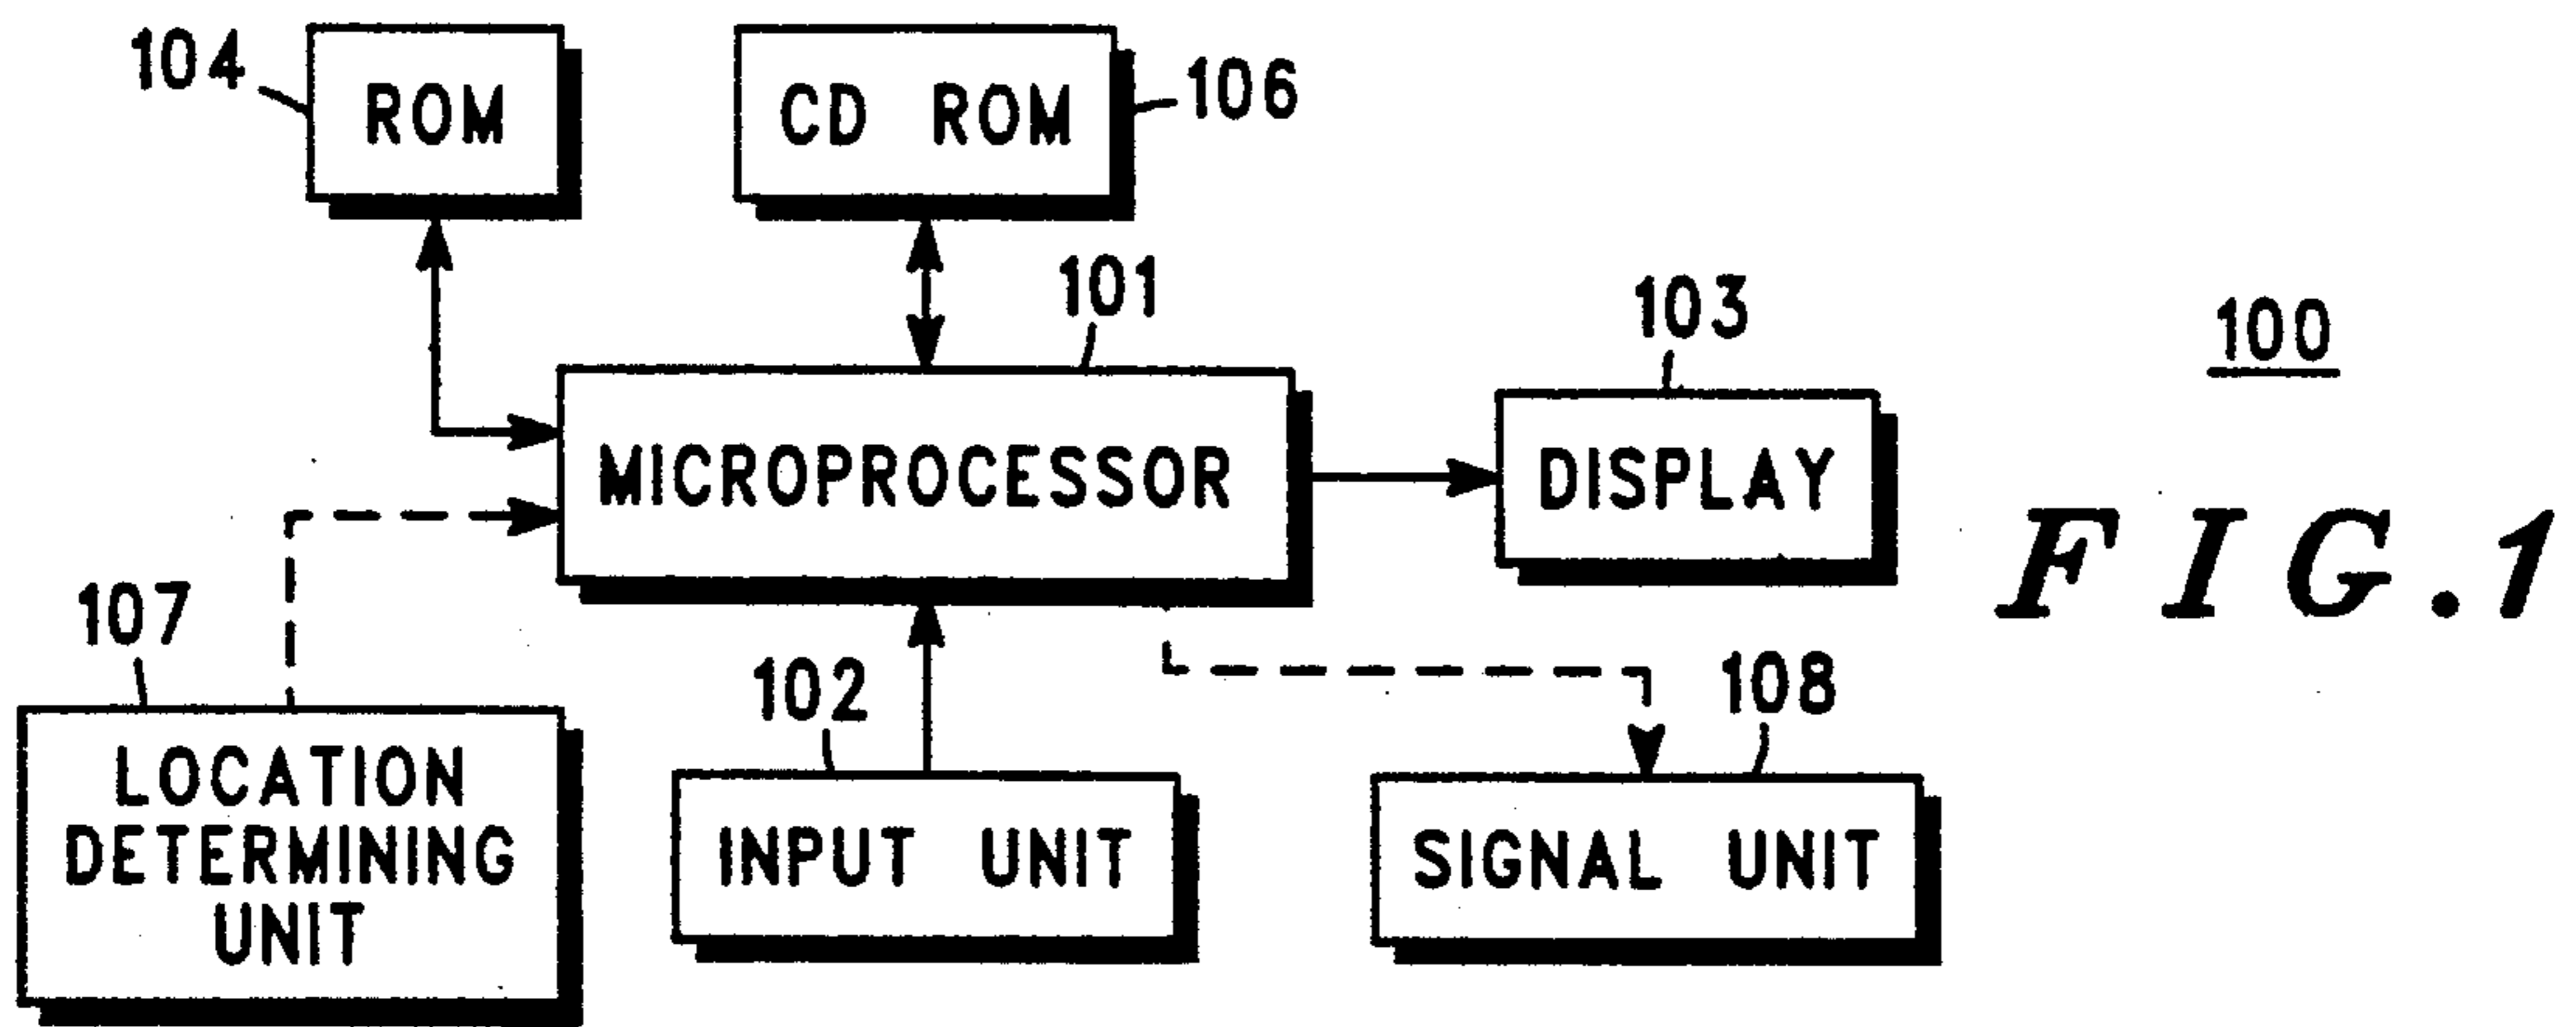 104
ROM
CD ROM
106
101
103
100
MICROPROCESSOR
DISPLAY
FIG.1
107
102
108
LOCATION
DETERMINING
UNIT
INPUT UNIT
SIGNAL UNIT